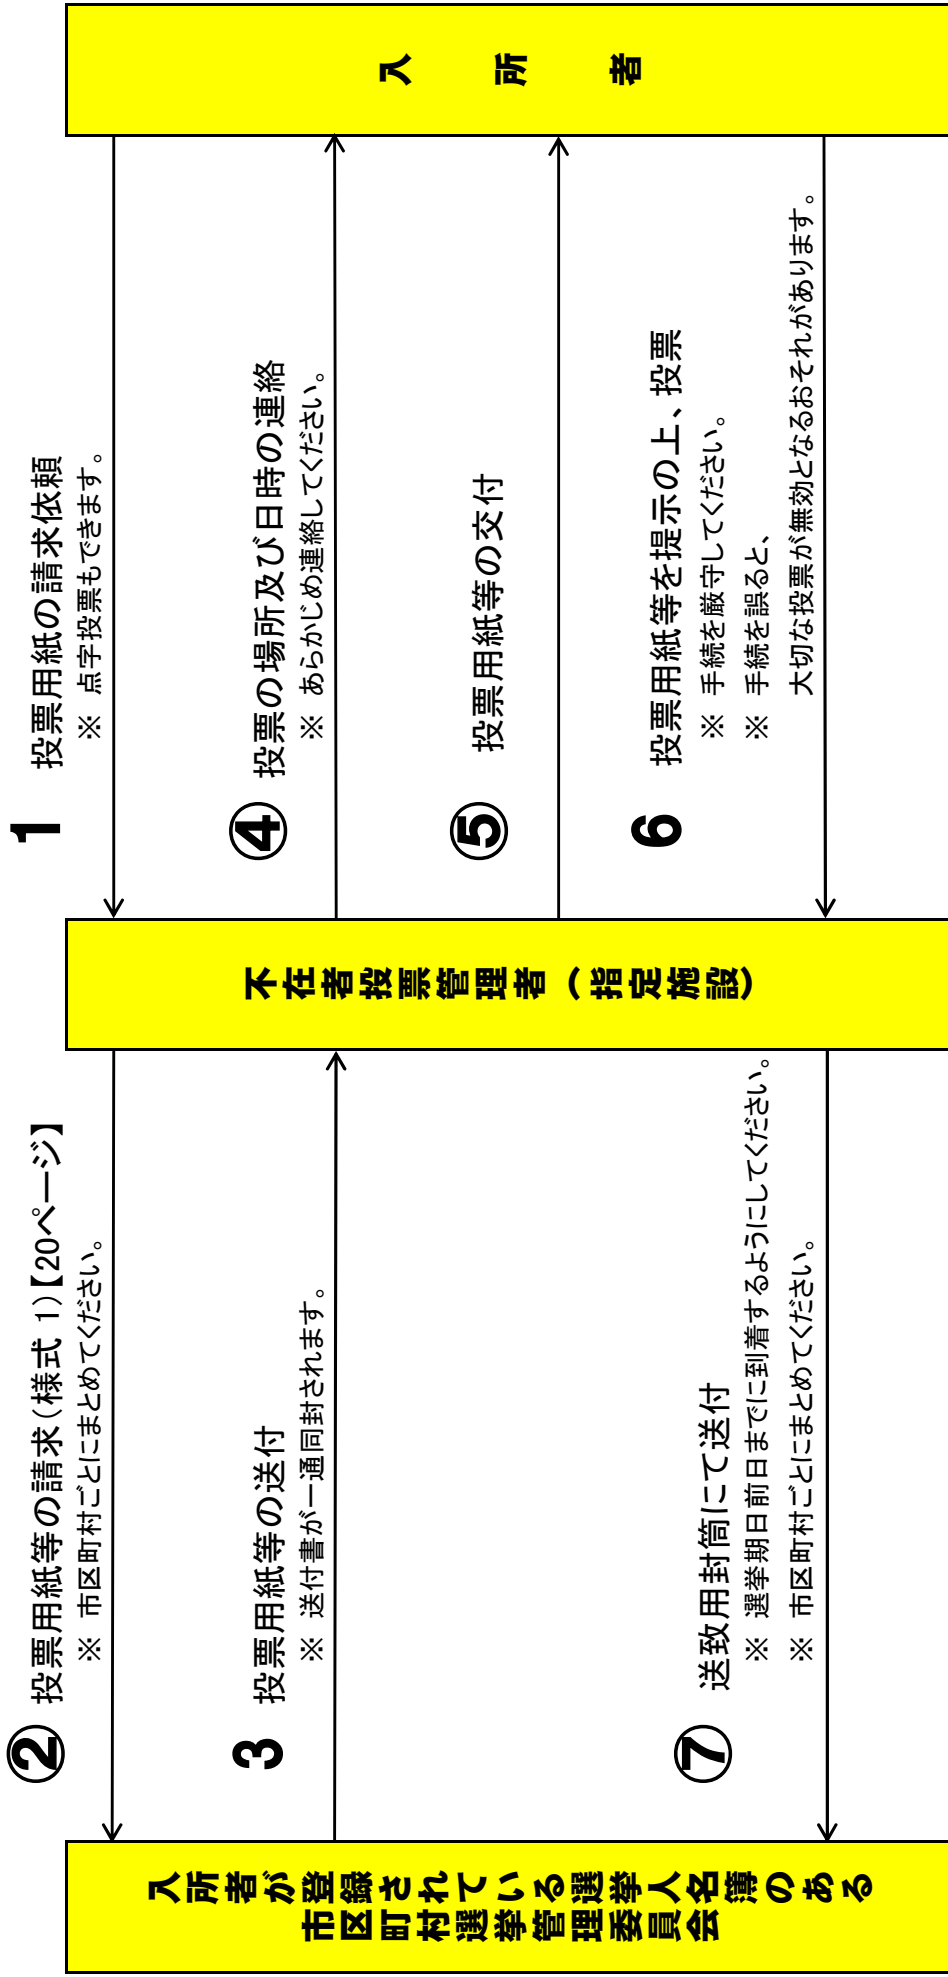 入所者が登録されている選挙人名簿のある
市区町村選挙管理委員会
不在者投票管理者(指定施設)
入所者
1 投票用紙の請求依頼
※ 点字投票もできます。
② 投票用紙等の請求(様式 1)【20ページ】
※ 市区町村ごとにまとめてください。
3 投票用紙等の送付
※ 送付書が一通同封されます。
④ 投票の場所及び日時の連絡
※ あらかじめ連絡してください。
⑤ 投票用紙等の交付
6 投票用紙等を提示の上、投票
※ 手続を厳守してください。
※ 手続を誤ると、
大切な投票が無効となるおそれがあります。
⑦ 送致用封筒にて送付
※ 選挙期日前日までに到着するようにしてください。
※ 市区町村ごとにまとめてください。